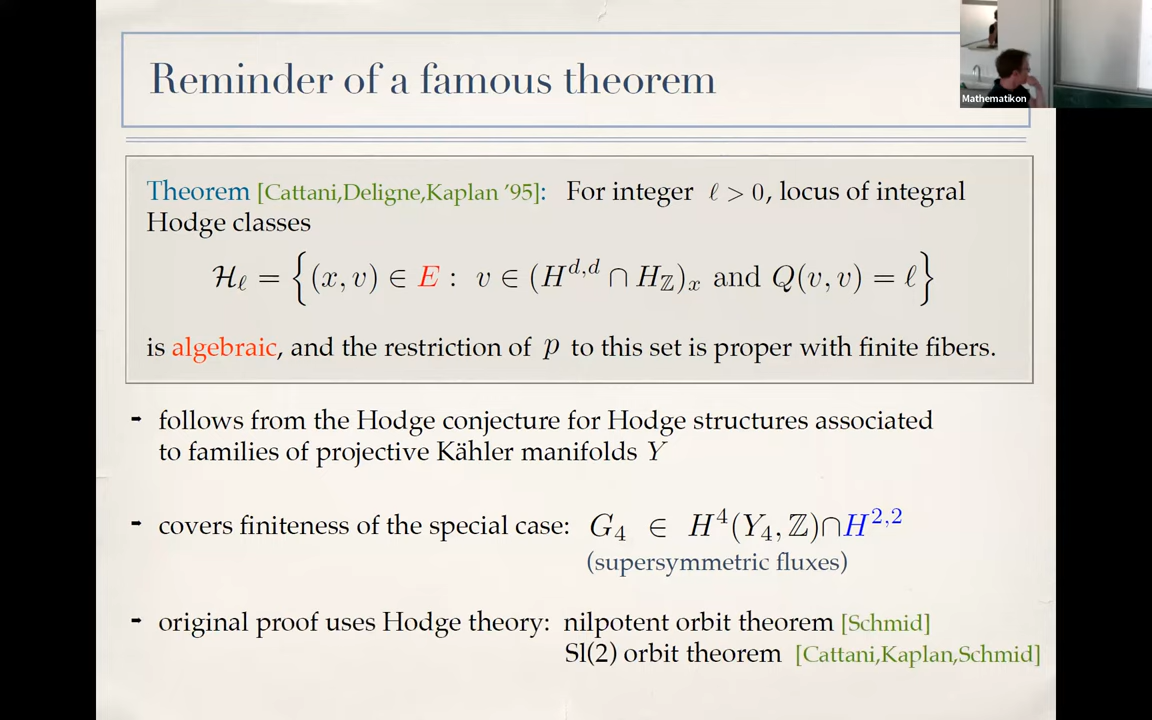 Reminder of a famous theorem
Mathematikon
Theorem [Cattani,Deligne,Kaplan '95]: For integer ℓ > 0, locus of integral
Hodge classes
ℋ_ℓ = {(x, v) ∈ E : v ∈ (H^{d,d} ∩ H_ℤ)_x and Q(v, v) = ℓ}
is algebraic, and the restriction of p to this set is proper with finite fibers.
- follows from the Hodge conjecture for Hodge structures associated
to families of projective Kähler manifolds Y
- covers finiteness of the special case: G_4 ∈ H^4(Y_4, ℤ)∩H^{2,2}
(supersymmetric fluxes)
- original proof uses Hodge theory: nilpotent orbit theorem [Schmid]
Sl(2) orbit theorem [Cattani,Kaplan,Schmid]